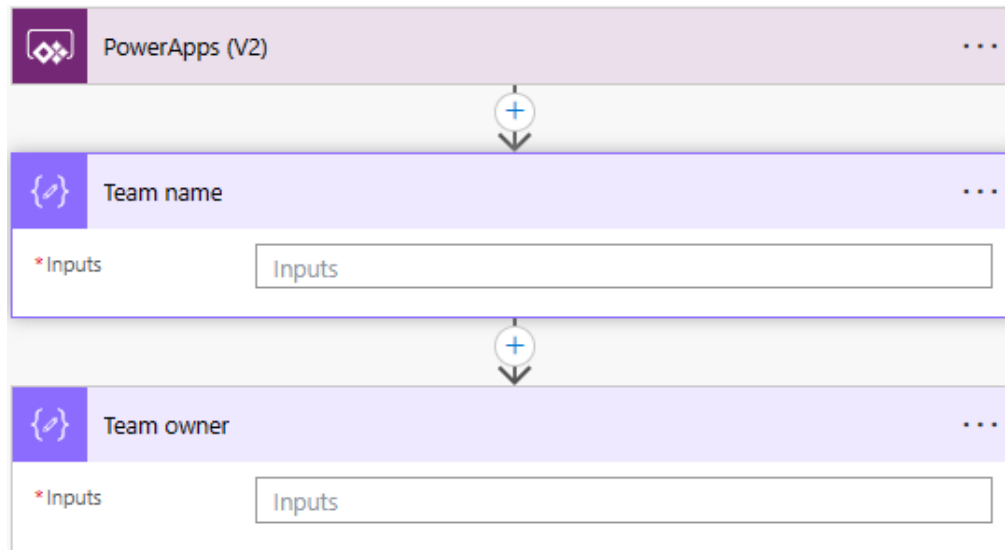 PowerApps (V2)
Team name
*Inputs
Inputs
Team owner
*Inputs
Inputs